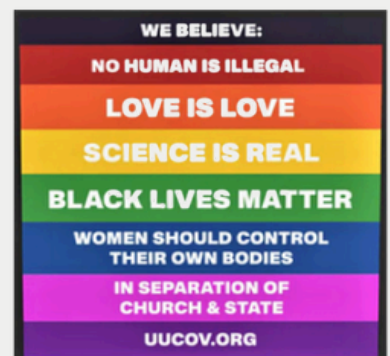 WE BELIEVE:
NO HUMAN IS ILLEGAL
LOVE IS LOVE
SCIENCE IS REAL
BLACK LIVES MATTER
WOMEN SHOULD CONTROL
THEIR OWN BODIES
IN SEPARATION OF
CHURCH & STATE
UUCOV.ORG